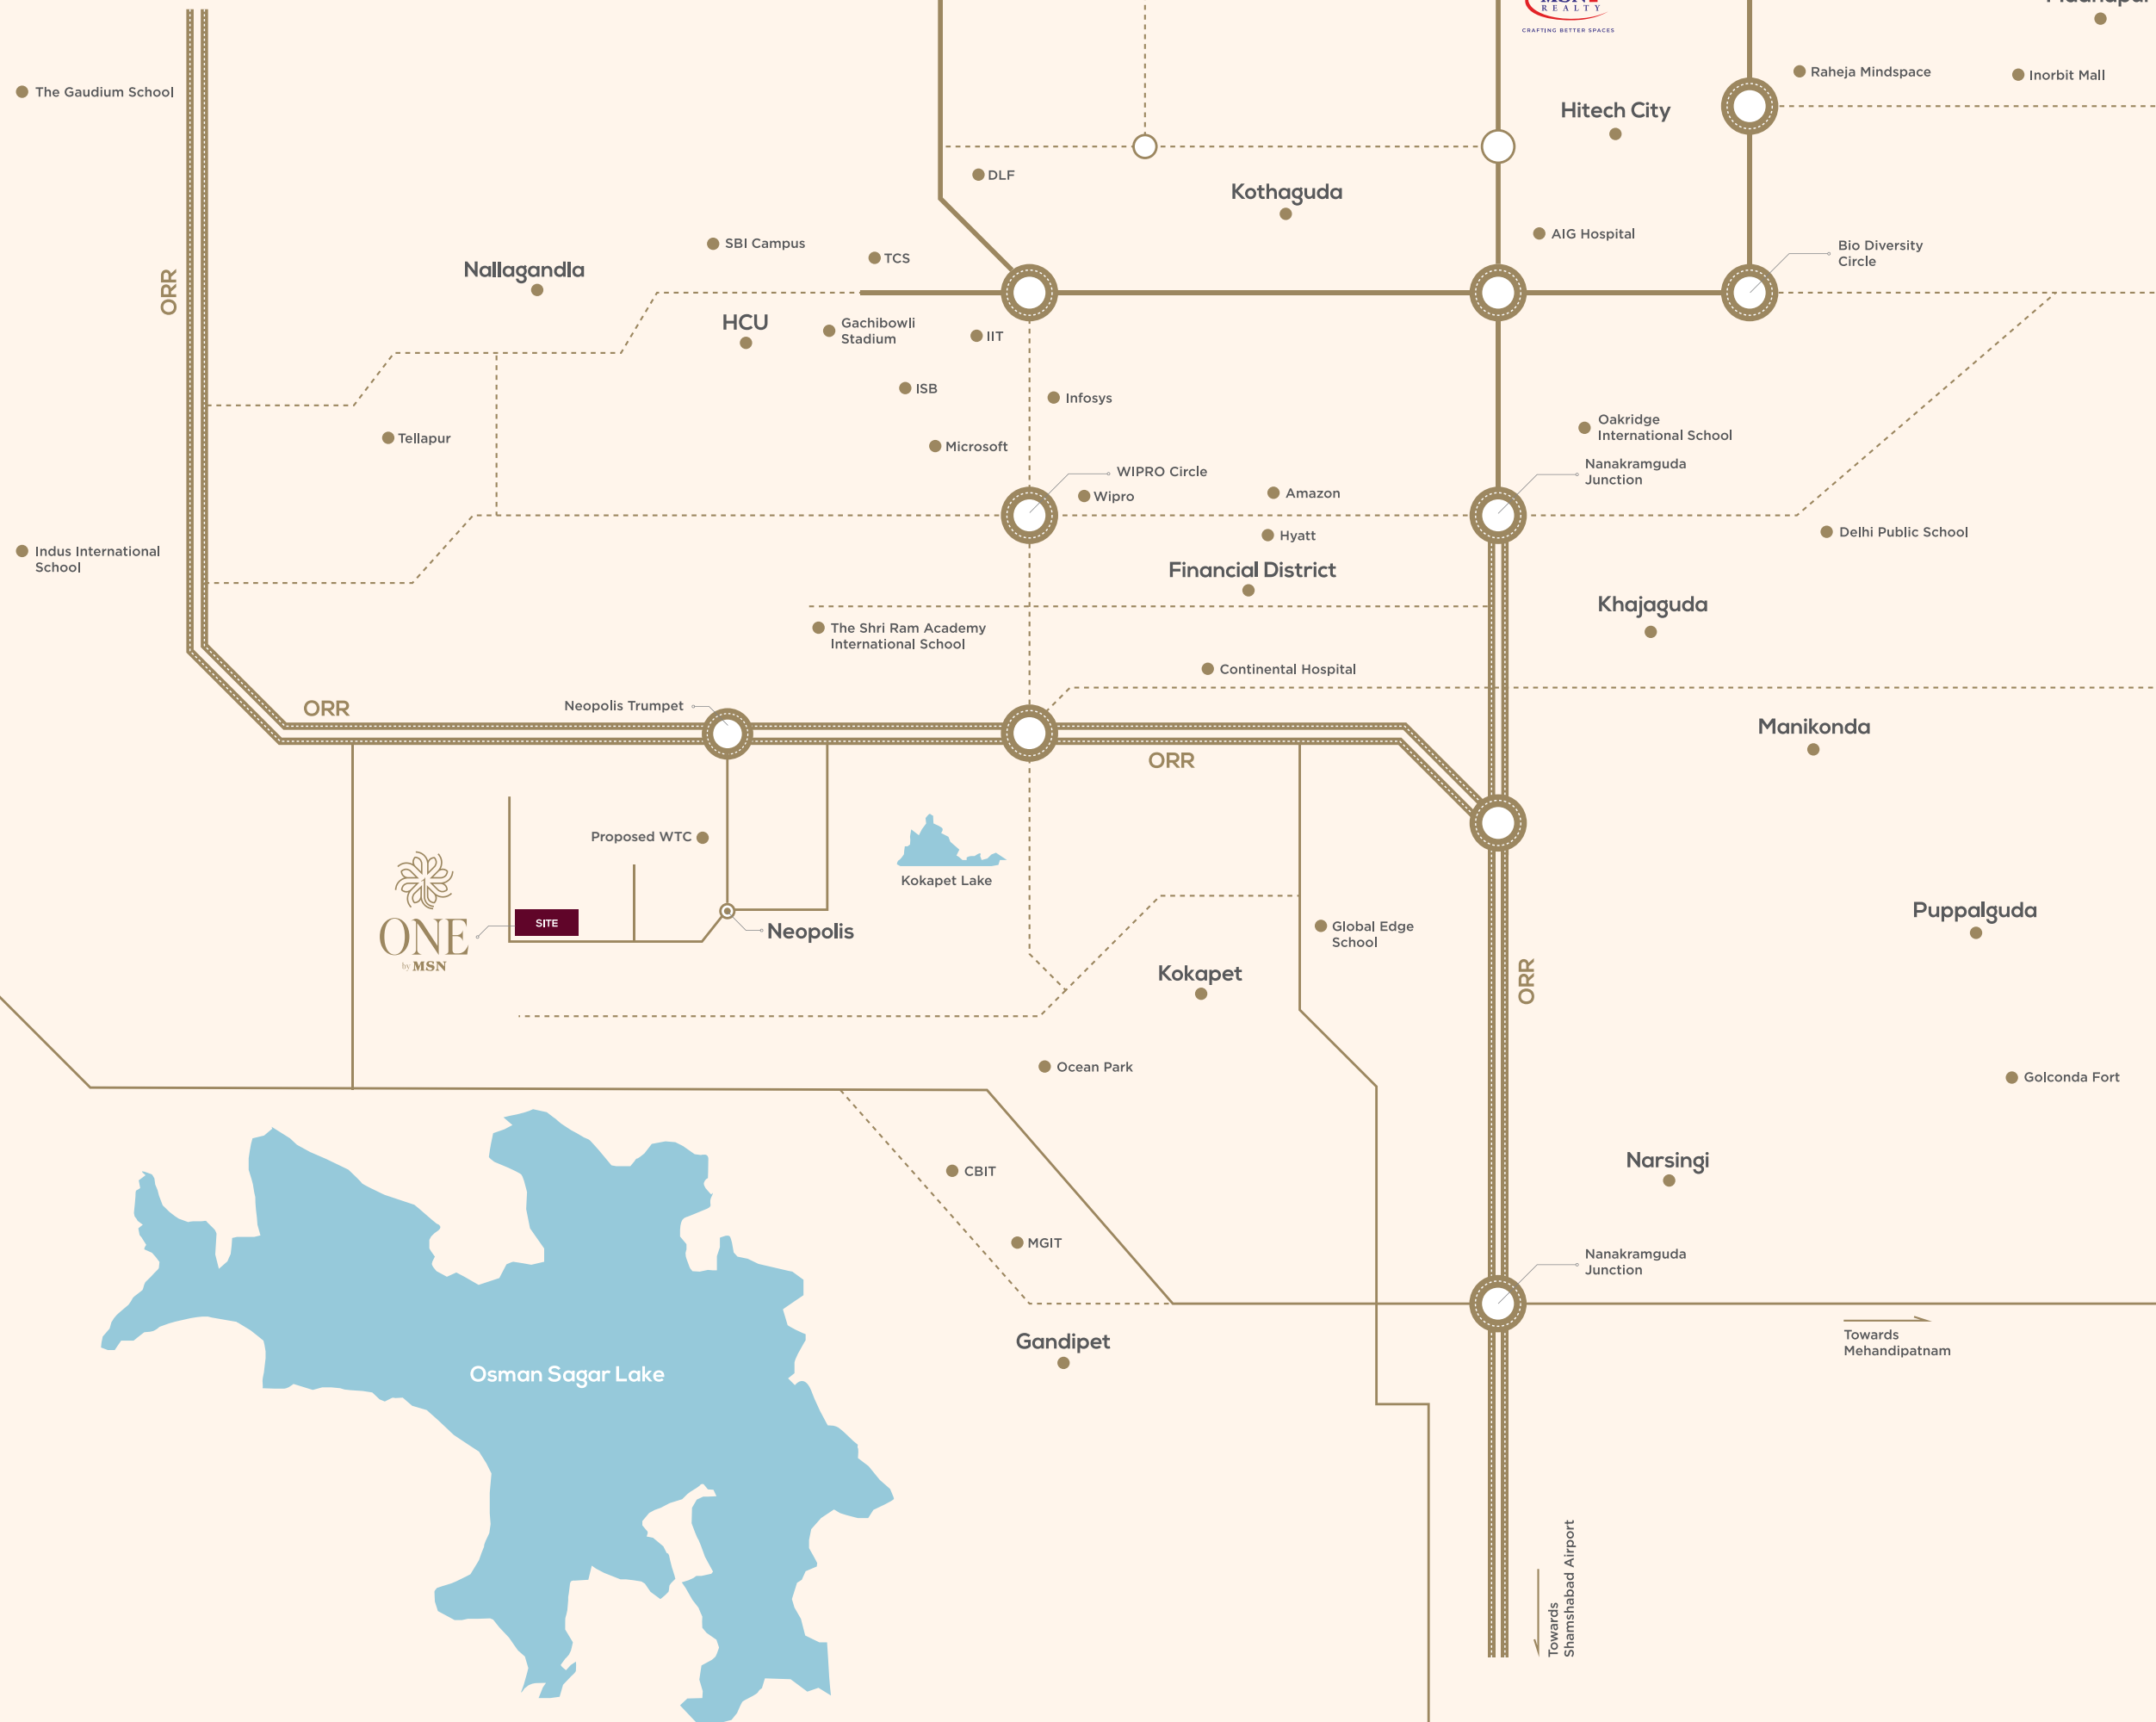 REALTY
CRAFTING BETTER SPACES
Raheja Mindspace
Inorbit Mall
The Gaudium School
Hitech City
DLF
Kothaguda
AIG Hospital
Bio Diversity
Circle
SBI Campus
TCS
Nallagandla
ORR
HCU
Gachibowli
Stadium
IIT
ISB
Infosys
Oakridge
International School
Tellapur
Microsoft
WIPRO Circle
Nanakramguda
Junction
Wipro
Amazon
Hyatt
Delhi Public School
Indus International
School
Financial District
Khajaguda
The Shri Ram Academy
International School
Continental Hospital
ORR
Neopolis Trumpet
Manikonda
ORR
Proposed WTC
Kokapet Lake
ONE
by MSN
SITE
Neopolis
Global Edge
School
Puppalguda
Kokapet
ORR
Ocean Park
Golconda Fort
CBIT
Narsingi
MGIT
Nanakramguda
Junction
Gandipet
Towards
Mehandipatnam
Osman Sagar Lake
Towards
Shamshabad Airport